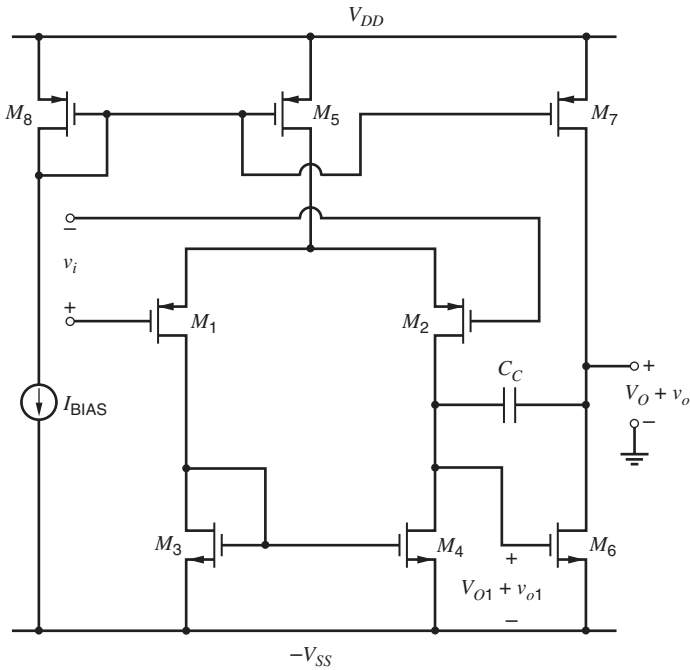 V_DD
M_8
M_5
M_7
−
v_i
+
M_1
M_2
C_C
+
V_O + v_o
−
I_BIAS
M_3
M_4
+
M_6
V_O1 + v_o1
−
−V_SS